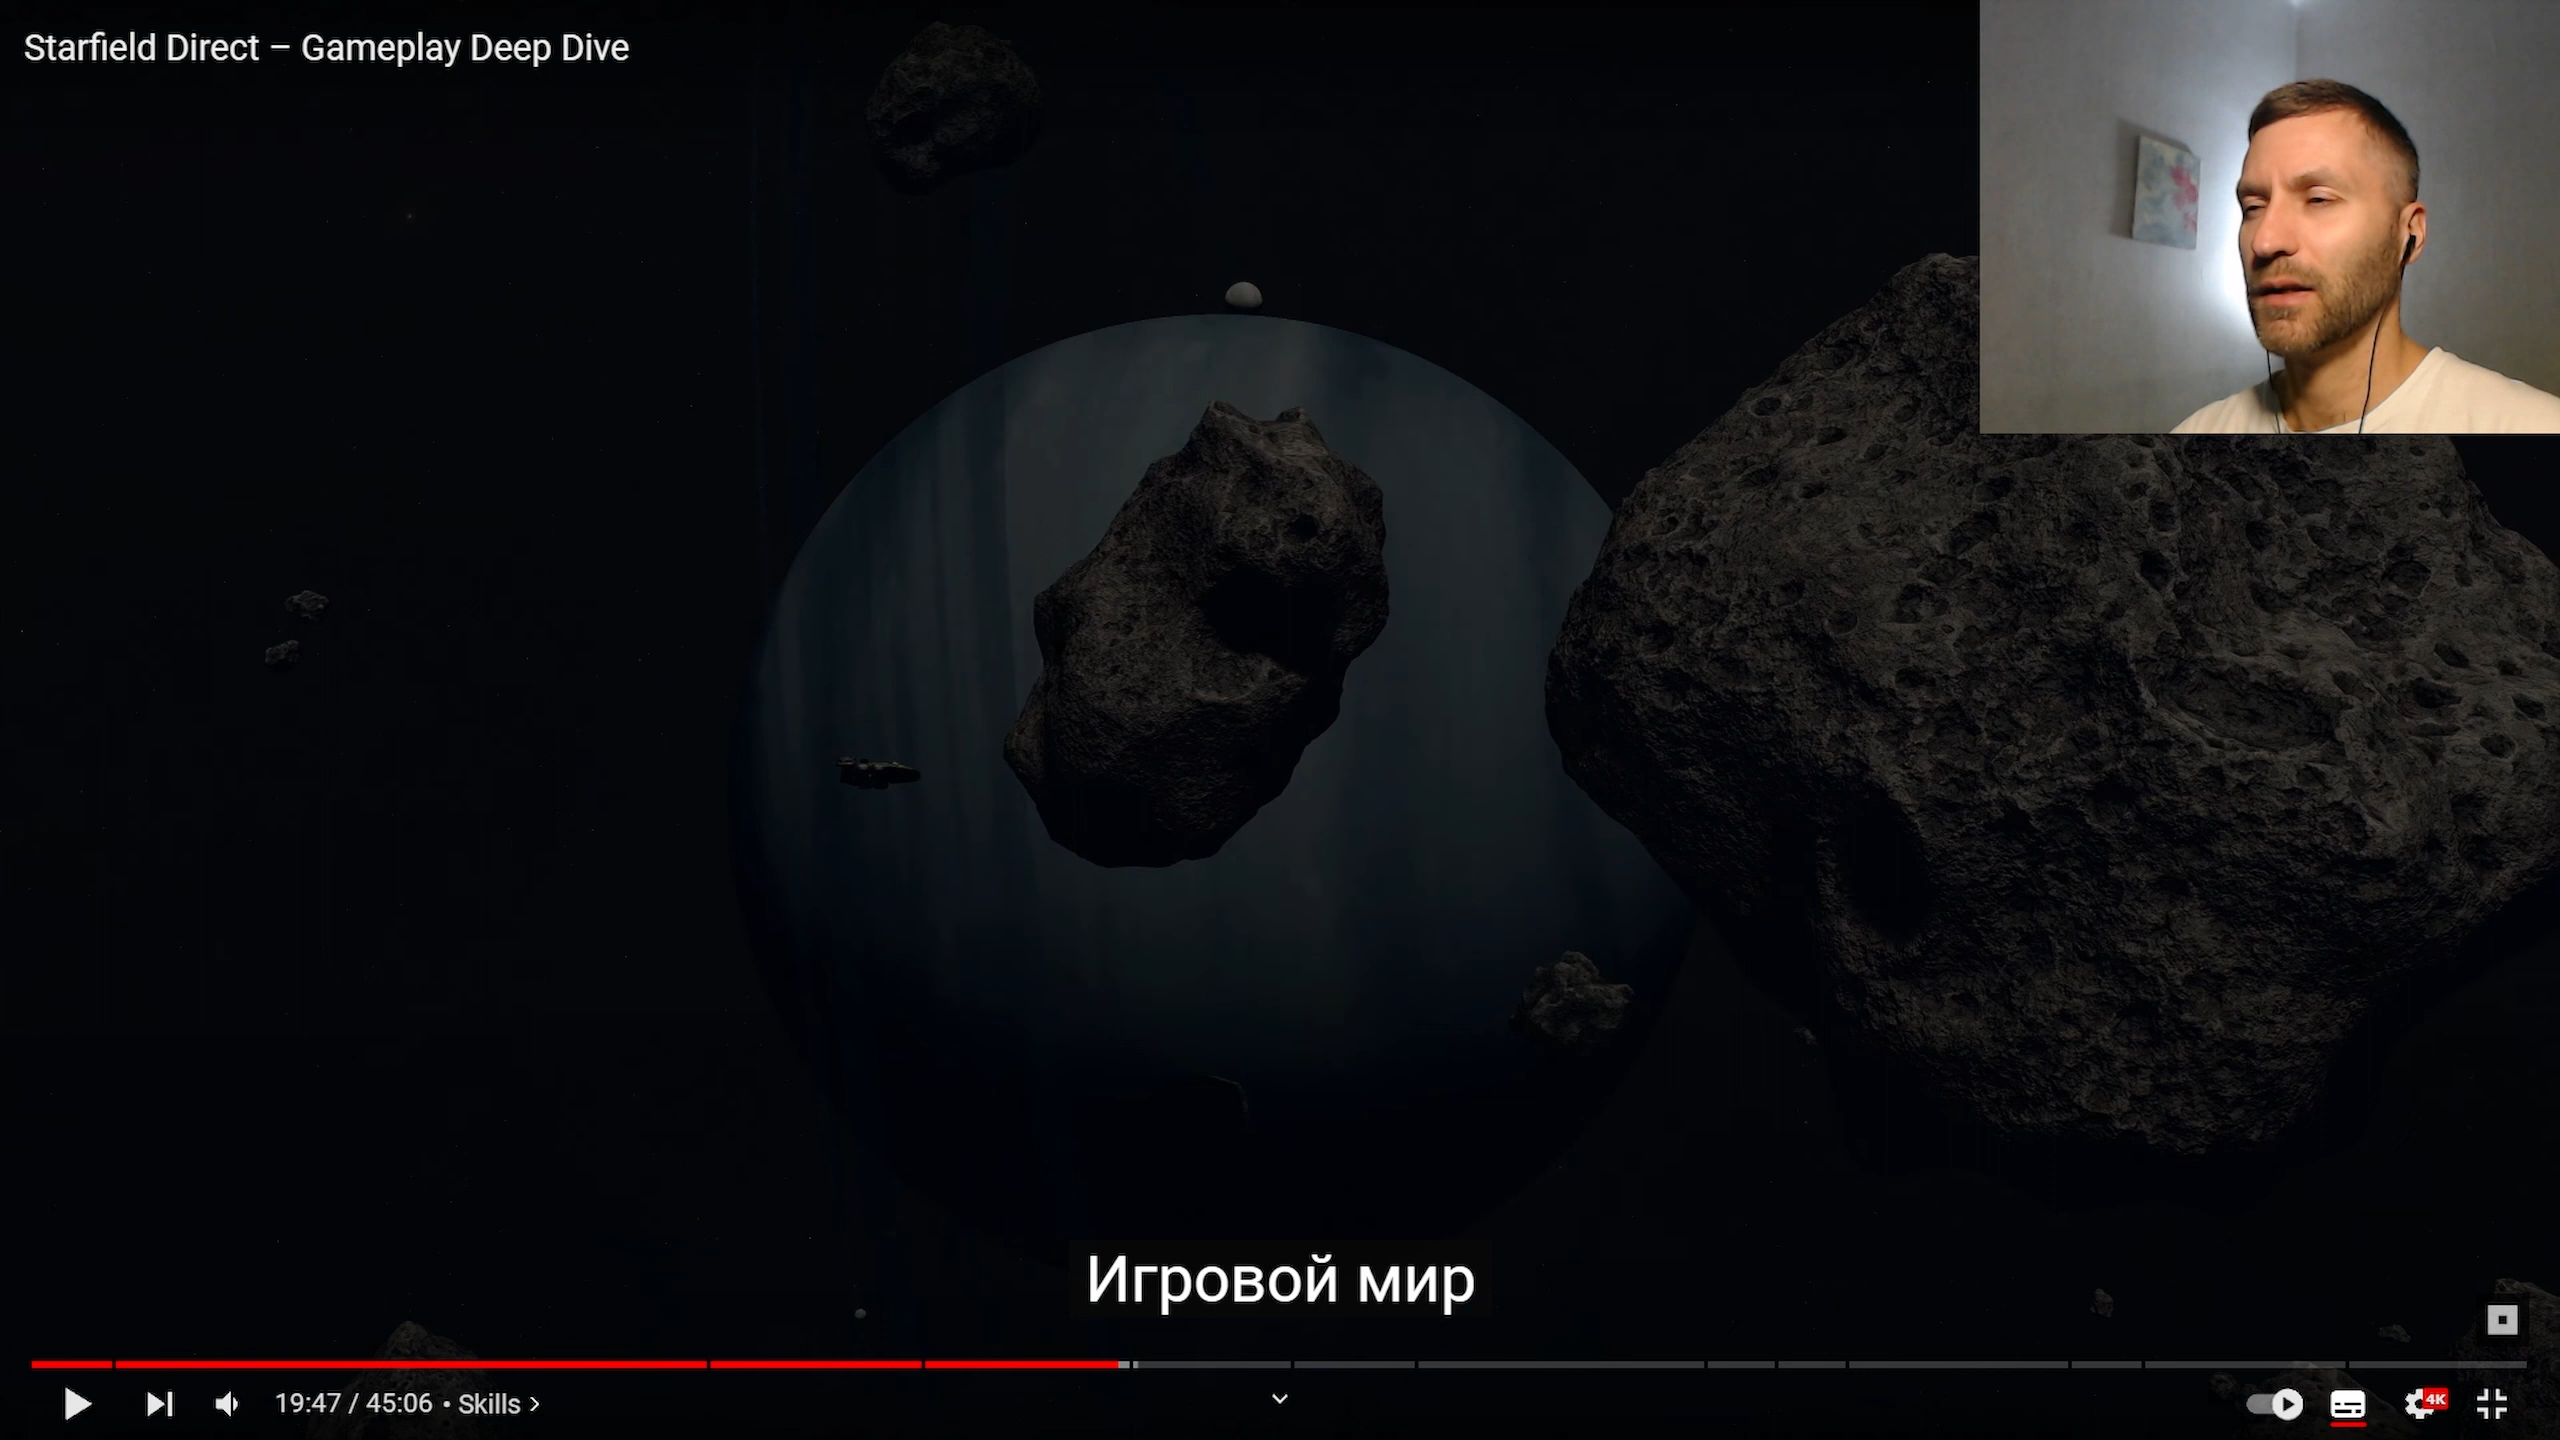 Starfield Direct – Gameplay Deep Dive
Игровой мир
19:47 / 45:06 • Skills ›
4K